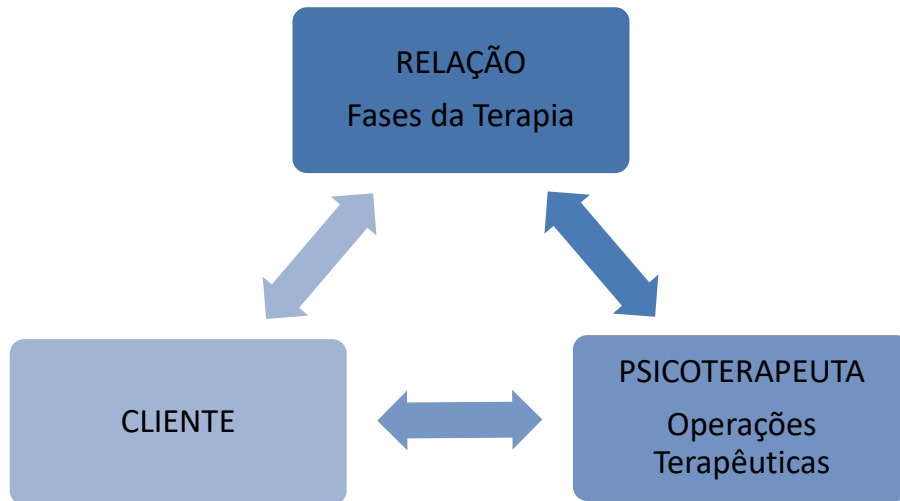 RELAÇÃO
Fases da Terapia
CLIENTE
PSICOTERAPEUTA
Operações
Terapêuticas